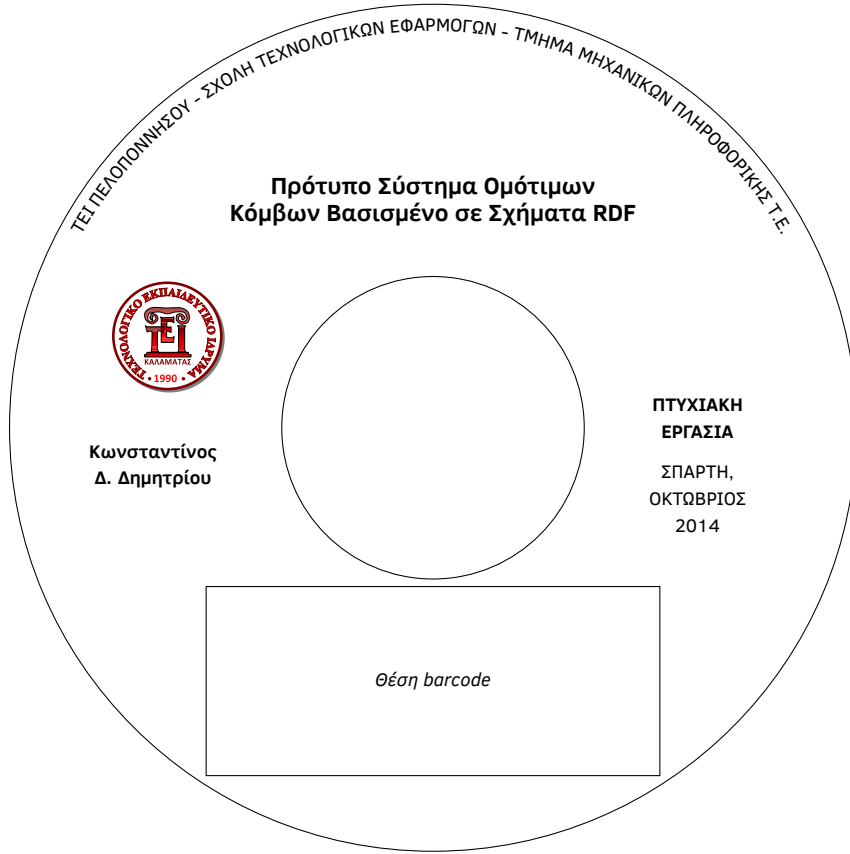 ΤΕΙ ΠΕΛΟΠΟΝΝΗΣΟΥ - ΣΧΟΛΗ ΤΕΧΝΟΛΟΓΙΚΩΝ ΕΦΑΡΜΟΓΩΝ - ΤΜΗΜΑ ΜΗΧΑΝΙΚΩΝ ΠΛΗΡΟΦΟΡΙΚΗΣ Τ.Ε.
Πρότυπο Σύστημα Ομότιμων
Κόμβων Βασισμένο σε Σχήματα RDF
ΤΕΧΝΟΛΟΓΙΚΟ ΕΚΠΑΙΔΕΥΤΙΚΟ ΙΔΡΥΜΑ
ΤΕΙ
ΚΑΛΑΜΑΤΑΣ
• 1990 •
Κωνσταντίνος
Δ. Δημητρίου
ΠΤΥΧΙΑΚΗ
ΕΡΓΑΣΙΑ
ΣΠΑΡΤΗ,
ΟΚΤΩΒΡΙΟΣ
2014
Θέση barcode